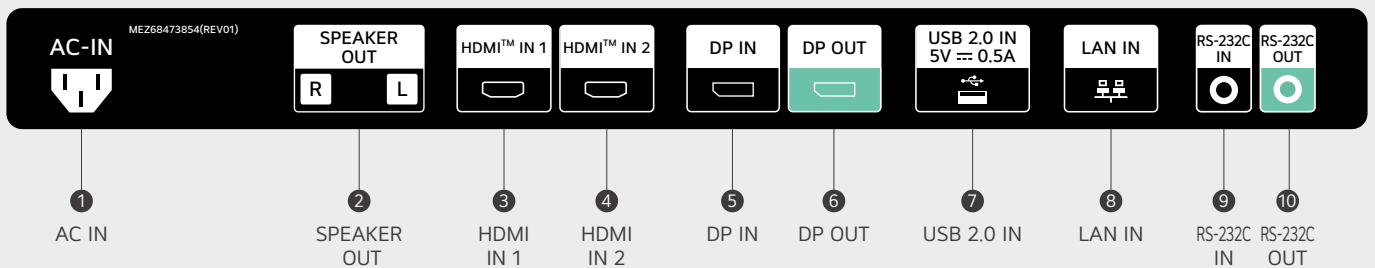 AC-IN
MEZ68473854(REV01)
SPEAKER
OUT
R
L
HDMI™ IN 1
HDMI™ IN 2
DP IN
DP OUT
USB 2.0 IN
5V ⎓ 0.5A
LAN IN
RS-232C
IN
RS-232C
OUT
1
AC IN
2
SPEAKER
OUT
3
HDMI
IN 1
4
HDMI
IN 2
5
DP IN
6
DP OUT
7
USB 2.0 IN
8
LAN IN
9
RS-232C
IN
10
RS-232C
OUT